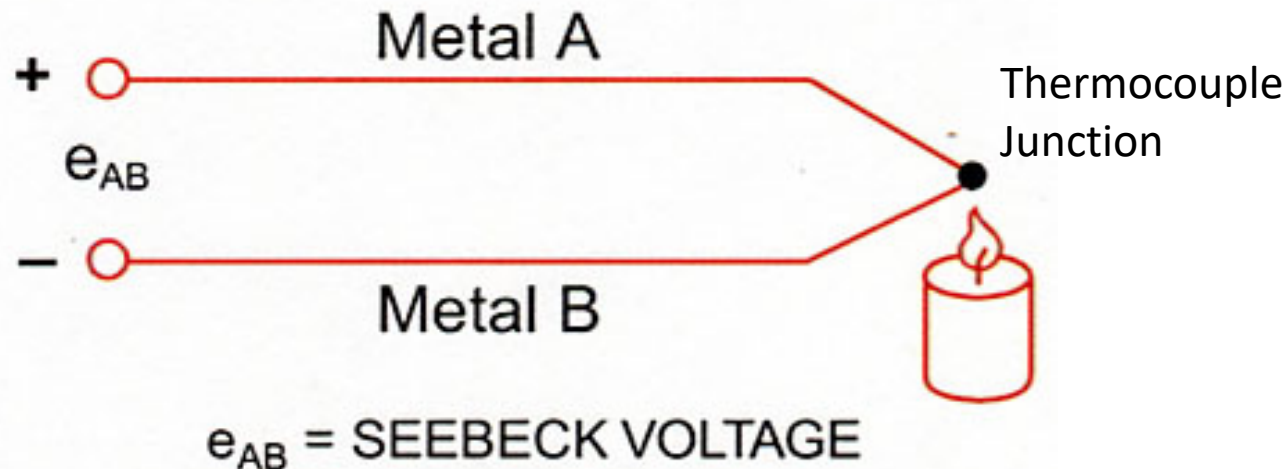 Metal A
+
Thermocouple
Junction
e_AB
–
Metal B
e_AB = SEEBECK VOLTAGE